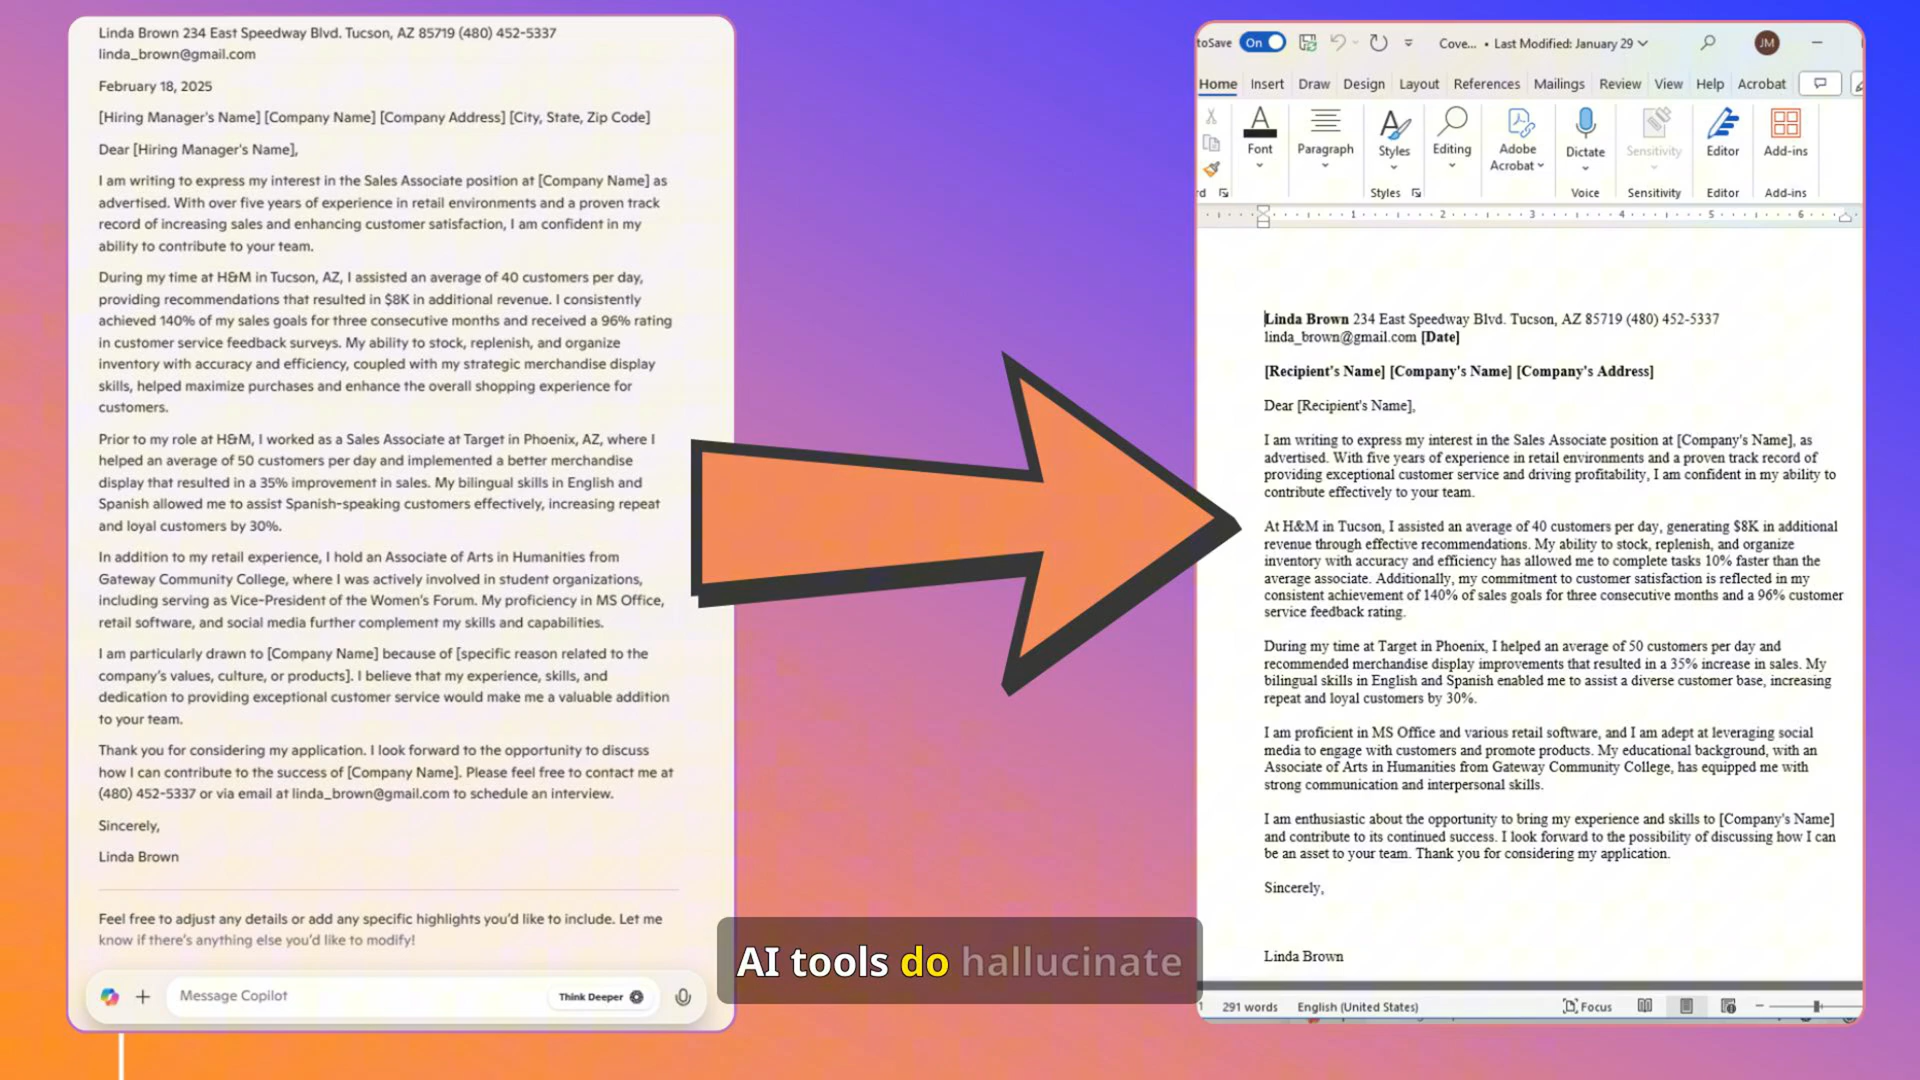 Linda Brown 234 East Speedway Blvd. Tucson, AZ 85719 (480) 452-5337
linda_brown@gmail.com
February 18, 2025
[Hiring Manager's Name] [Company Name] [Company Address] [City, State, Zip Code]
Dear [Hiring Manager's Name],
I am writing to express my interest in the Sales Associate position at [Company Name] as
advertised. With over five years of experience in retail environments and a proven track
record of increasing sales and enhancing customer satisfaction, I am confident in my
ability to contribute to your team.
During my time at H&M in Tucson, AZ, I assisted an average of 40 customers per day,
providing recommendations that resulted in $8K in additional revenue. I consistently
achieved 140% of my sales goals for three consecutive months and received a 96% rating
in customer service feedback surveys. My ability to stock, replenish, and organize
inventory with accuracy and efficiency, coupled with my strategic merchandise display
skills, helped maximize purchases and enhance the overall shopping experience for
customers.
Prior to my role at H&M, I worked as a Sales Associate at Target in Phoenix, AZ, where I
helped an average of 50 customers per day and implemented a better merchandise
display that resulted in a 35% improvement in sales. My bilingual skills in English and
Spanish allowed me to assist Spanish-speaking customers effectively, increasing repeat
and loyal customers by 30%.
In addition to my retail experience, I hold an Associate of Arts in Humanities from
Gateway Community College, where I was actively involved in student organizations,
including serving as Vice-President of the Women's Forum. My proficiency in MS Office,
retail software, and social media further complement my skills and capabilities.
I am particularly drawn to [Company Name] because of [specific reason related to the
company's values, culture, or products]. I believe that my experience, skills, and
dedication to providing exceptional customer service would make me a valuable addition
to your team.
Thank you for considering my application. I look forward to the opportunity to discuss
how I can contribute to the success of [Company Name]. Please feel free to contact me at
(480) 452-5337 or via email at linda_brown@gmail.com to schedule an interview.
Sincerely,
Linda Brown
Feel free to adjust any details or add any specific highlights you'd like to include. Let me
know if there's anything else you'd like to modify!
Message Copilot
Think Deeper
AI tools do hallucinate
toSave On Cove... • Last Modified: January 29 JM
Home Insert Draw Design Layout References Mailings Review View Help Acrobat
Font Paragraph Styles Editing Adobe Acrobat Dictate Sensitivity Editor Add-ins
rd Styles Voice Sensitivity Editor Add-ins
1 2 3 4 5 6
Linda Brown 234 East Speedway Blvd. Tucson, AZ 85719 (480) 452-5337
linda_brown@gmail.com [Date]
[Recipient's Name] [Company's Name] [Company's Address]
Dear [Recipient's Name],
I am writing to express my interest in the Sales Associate position at [Company's Name], as
advertised. With five years of experience in retail environments and a proven track record of
providing exceptional customer service and driving profitability, I am confident in my ability to
contribute effectively to your team.
At H&M in Tucson, I assisted an average of 40 customers per day, generating $8K in additional
revenue through effective recommendations. My ability to stock, replenish, and organize
inventory with accuracy and efficiency has allowed me to complete tasks 10% faster than the
average associate. Additionally, my commitment to customer satisfaction is reflected in my
consistent achievement of 140% of sales goals for three consecutive months and a 96% customer
service feedback rating.
During my time at Target in Phoenix, I helped an average of 50 customers per day and
recommended merchandise display improvements that resulted in a 35% increase in sales. My
bilingual skills in English and Spanish enabled me to assist a diverse customer base, increasing
repeat and loyal customers by 30%.
I am proficient in MS Office and various retail software, and I am adept at leveraging social
media to engage with customers and promote products. My educational background, with an
Associate of Arts in Humanities from Gateway Community College, has equipped me with
strong communication and interpersonal skills.
I am enthusiastic about the opportunity to bring my experience and skills to [Company's Name]
and contribute to its continued success. I look forward to the possibility of discussing how I can
be an asset to your team. Thank you for considering my application.
Sincerely,
Linda Brown
1 291 words English (United States) Focus